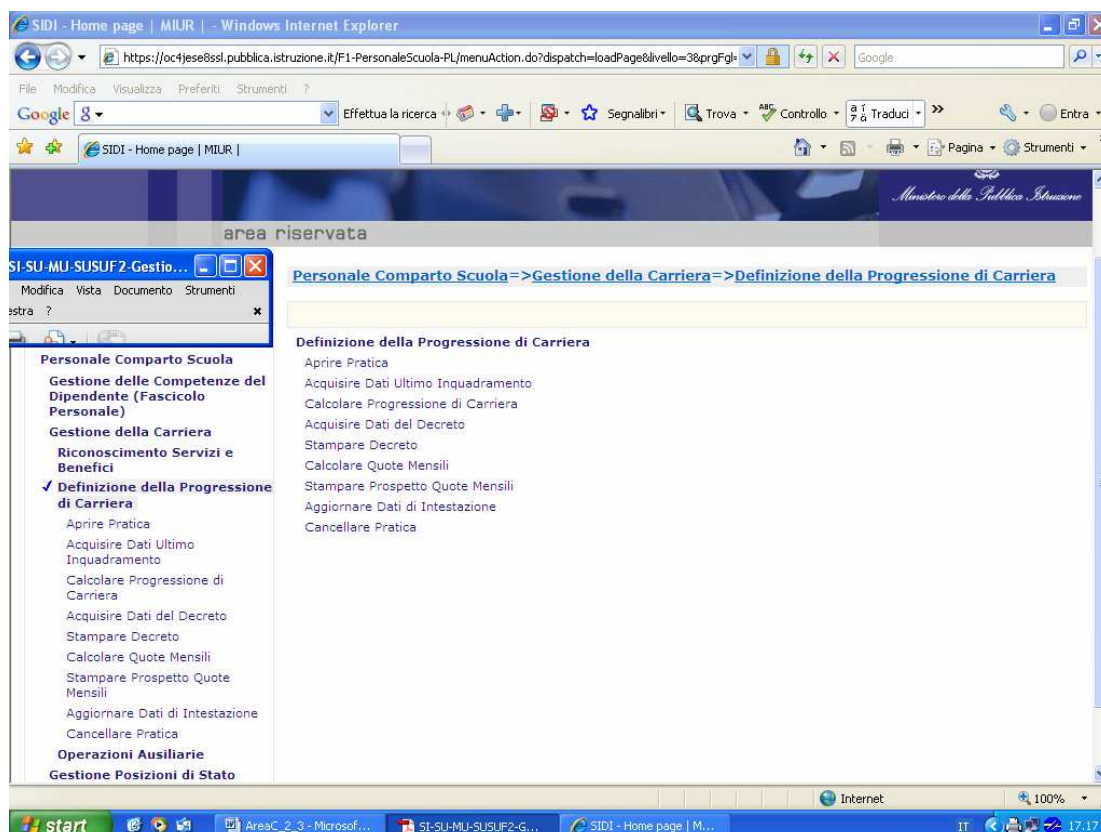 SIDI - Home page | MIUR | - Windows Internet Explorer
https://oc4jese8ssl.pubblica.istruzione.it/F1-PersonaleScuola-PL/menuAction.do?dispatch=loadPage&livello=3&prgFgl=
Google
File Modifica Visualizza Preferiti Strumenti ?
Google Effettua la ricerca Segnalibri Trova ABC Controllo Traduci » Entra
SIDI - Home page | MIUR | Pagina Strumenti
Ministero della Pubblica Istruzione
area riservata
SI-SU-MU-SUSUF2-Gestio...
Modifica Vista Documento Strumenti
estra ?
Personale Comparto Scuola=>Gestione della Carriera=>Definizione della Progressione di Carriera
Definizione della Progressione di Carriera
Aprire Pratica
Acquisire Dati Ultimo Inquadramento
Calcolare Progressione di Carriera
Acquisire Dati del Decreto
Stampare Decreto
Calcolare Quote Mensili
Stampare Prospetto Quote Mensili
Aggiornare Dati di Intestazione
Cancellare Pratica
Personale Comparto Scuola
Gestione delle Competenze del
Dipendente (Fascicolo
Personale)
Gestione della Carriera
Riconoscimento Servizi e
Benefici
Definizione della Progressione
di Carriera
Aprire Pratica
Acquisire Dati Ultimo
Inquadramento
Calcolare Progressione di
Carriera
Acquisire Dati del Decreto
Stampare Decreto
Calcolare Quote Mensili
Stampare Prospetto Quote
Mensili
Aggiornare Dati di Intestazione
Cancellare Pratica
Operazioni Ausiliarie
Gestione Posizioni di Stato
Internet 100%
start AreaC_2_3 - Microsof... SI-SU-MU-SUSUF2-G... SIDI - Home page | M... IT 17.17